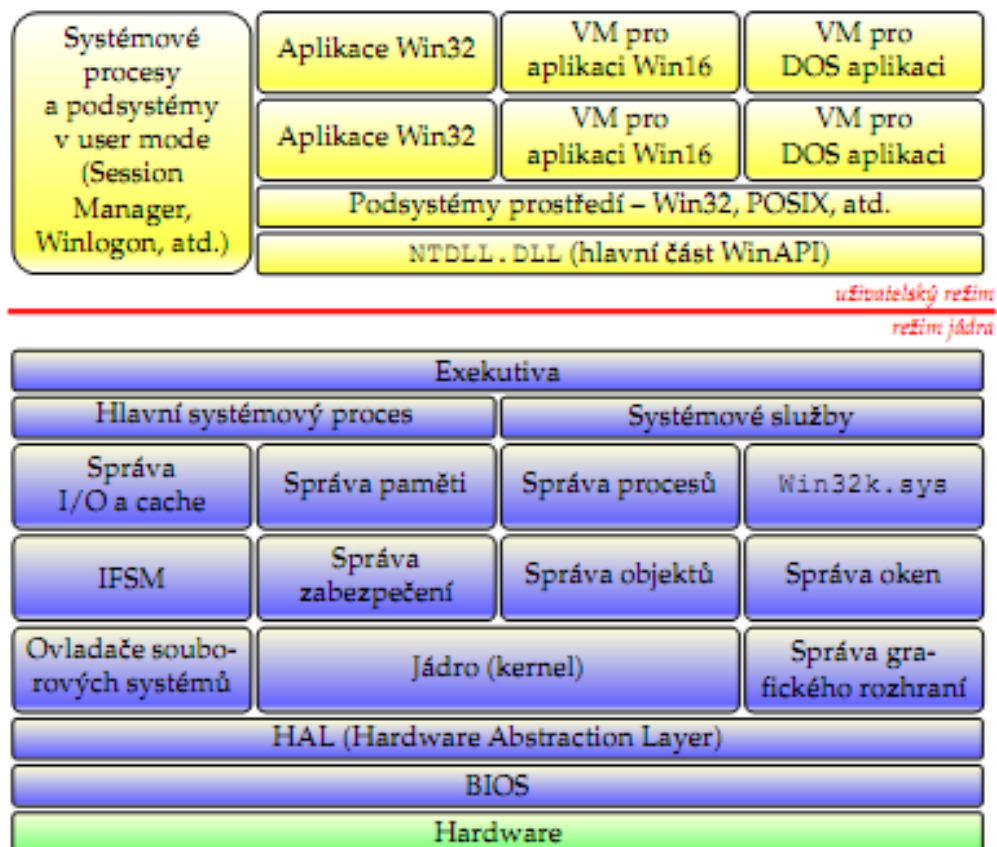 Systémové
procesy
a podsystémy
v user mode
(Session
Manager,
Winlogon, atd.)
Aplikace Win32
VM pro
aplikaci Win16
VM pro
DOS aplikaci
Aplikace Win32
VM pro
aplikaci Win16
VM pro
DOS aplikaci
Podsystémy prostředí – Win32, POSIX, atd.
NTDLL.DLL (hlavní část WinAPI)
uživatelský režim
režim jádra
Exekutiva
Hlavní systémový proces
Systémové služby
Správa
I/O a cache
Správa paměti
Správa procesů
Win32k.sys
IFSM
Správa
zabezpečení
Správa objektů
Správa oken
Ovladače soubo-
rových systémů
Jádro (kernel)
Správa gra-
fického rozhraní
HAL (Hardware Abstraction Layer)
BIOS
Hardware